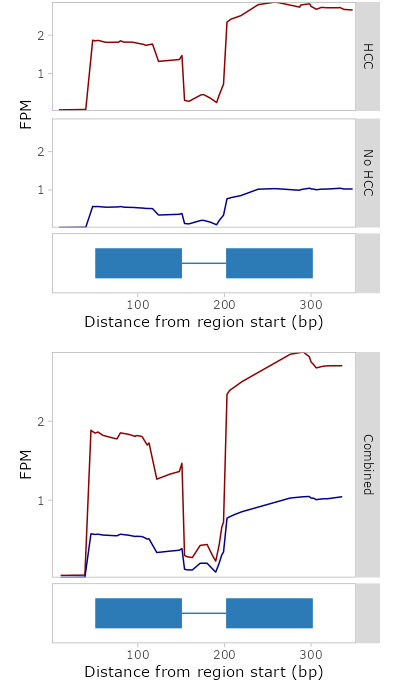 HCC
2
1
FPM
No HCC
2
1
100 200 300
Distance from region start (bp)
Combined
2
1
FPM
100 200 300
Distance from region start (bp)